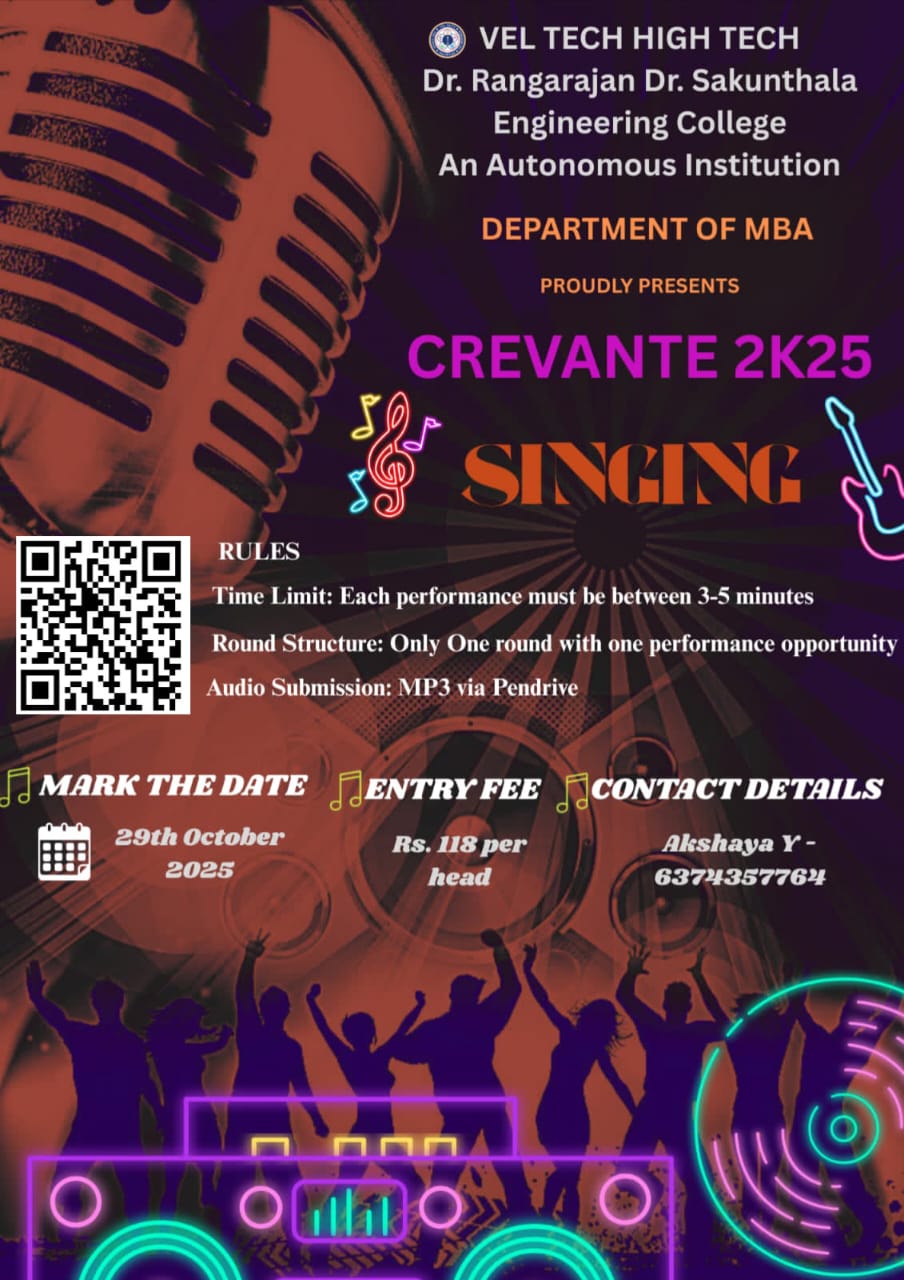 VEL TECH HIGH TECH
Dr. Rangarajan Dr. Sakunthala
Engineering College
An Autonomous Institution
DEPARTMENT OF MBA
PROUDLY PRESENTS
CREVANTE 2K25
SINGING
RULES
Time Limit: Each performance must be between 3-5 minutes
Round Structure: Only One round with one performance opportunity
Audio Submission: MP3 via Pendrive
MARK THE DATE
29th October
2025
ENTRY FEE
Rs. 118 per
head
CONTACT DETAILS
Akshaya Y -
6374357764